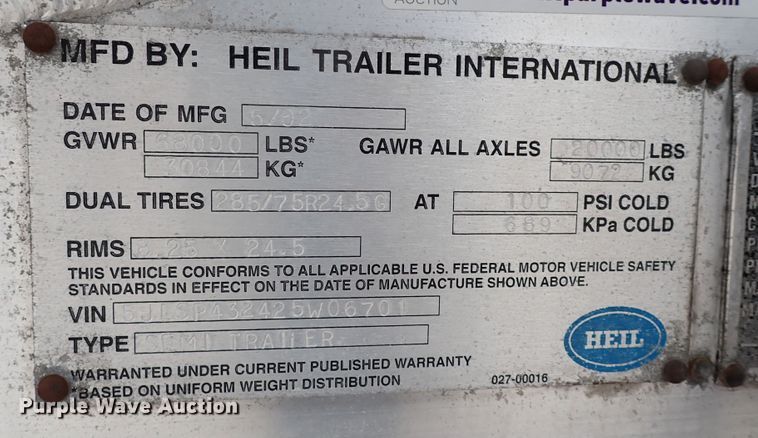 AUCTION purplewave.com
MFD BY: HEIL TRAILER INTERNATIONAL
DATE OF MFG 5/02
GVWR 68000 LBS* GAWR ALL AXLES 20000 LBS
30844 KG* 9072 KG
DUAL TIRES 285/75R24.5G AT 100 PSI COLD
689 KPa COLD
RIMS 8.25 X 24.5
THIS VEHICLE CONFORMS TO ALL APPLICABLE U.S. FEDERAL MOTOR VEHICLE SAFETY
STANDARDS IN EFFECT ON THE DATE OF MANUFACTURE SHOWN ABOVE.
VIN
TYPE SEMI TRAILER
HEIL
WARRANTED UNDER CURRENT PUBLISHED WARRANTY
*BASED ON UNIFORM WEIGHT DISTRIBUTION 027-00016
Purple Wave Auction